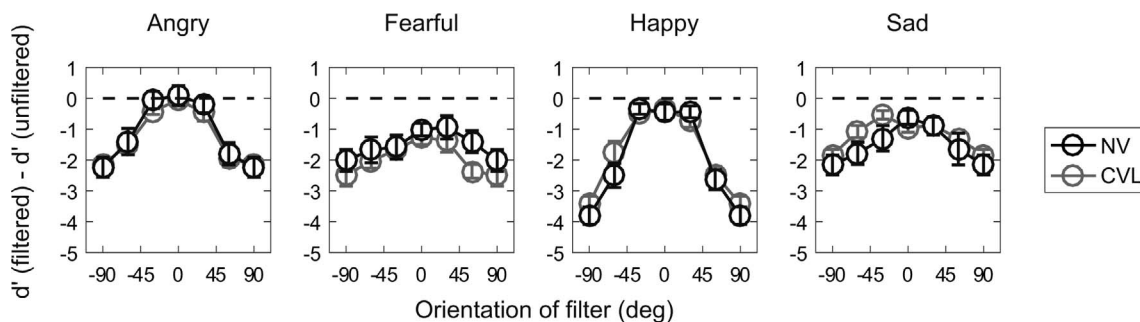 Angry Fearful Happy Sad
d' (filtered) - d' (unfiltered)
1 1 1 1
0 0 0 0
-1 -1 -1 -1
-2 -2 -2 -2
-3 -3 -3 -3
-4 -4 -4 -4
-5 -5 -5 -5
-90 -45 0 45 90 -90 -45 0 45 90 -90 -45 0 45 90 -90 -45 0 45 90
Orientation of filter (deg)
NV
CVL